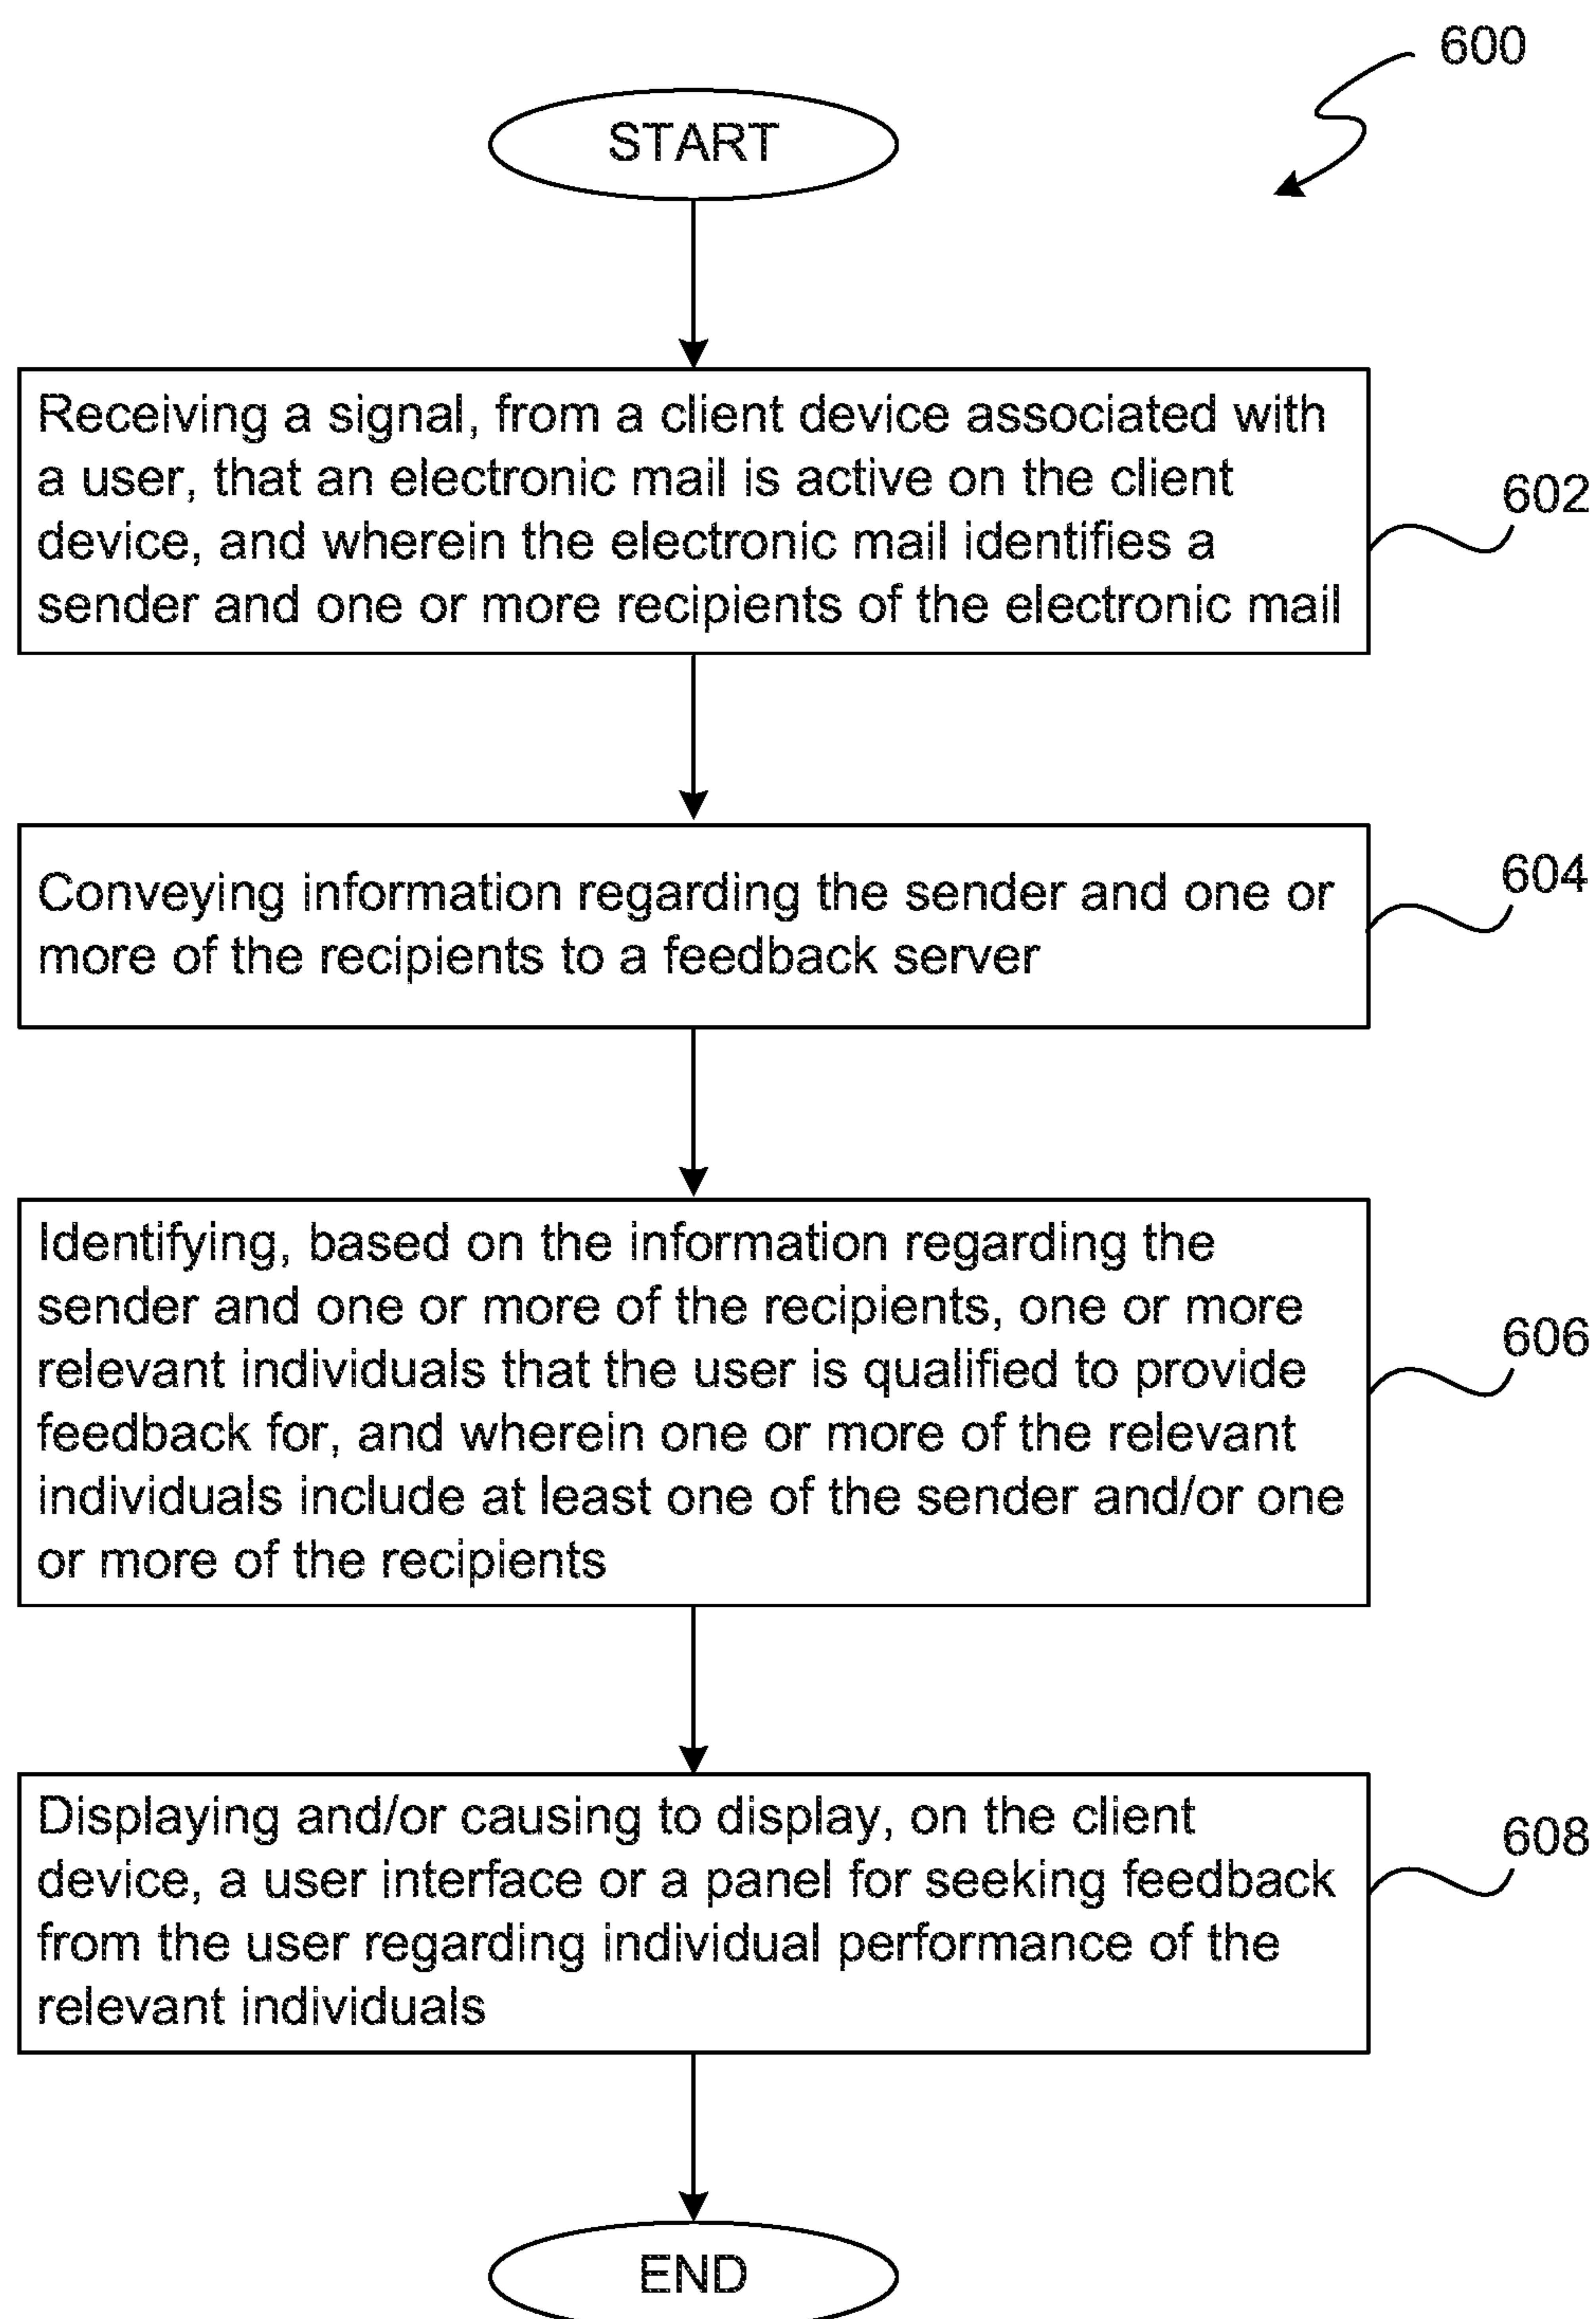 600
START
Receiving a signal, from a client device associated with
a user, that an electronic mail is active on the client
device, and wherein the electronic mail identifies a
sender and one or more recipients of the electronic mail
602
Conveying information regarding the sender and one or
more of the recipients to a feedback server
604
Identifying, based on the information regarding the
sender and one or more of the recipients, one or more
relevant individuals that the user is qualified to provide
feedback for, and wherein one or more of the relevant
individuals include at least one of the sender and/or one
or more of the recipients
606
Displaying and/or causing to display, on the client
device, a user interface or a panel for seeking feedback
from the user regarding individual performance of the
relevant individuals
608
END